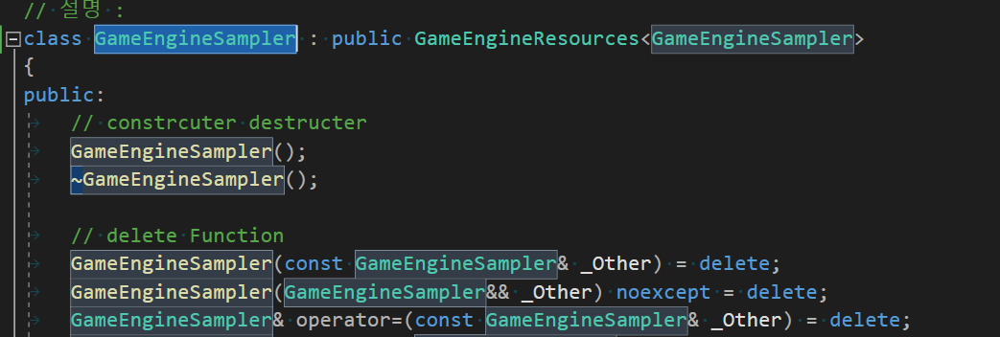 // 설명 :
class GameEngineSampler : public GameEngineResources<GameEngineSampler>
{
public:
// constrcuter destructer
GameEngineSampler();
~GameEngineSampler();
// delete Function
GameEngineSampler(const GameEngineSampler& _Other) = delete;
GameEngineSampler(GameEngineSampler&& _Other) noexcept = delete;
GameEngineSampler& operator=(const GameEngineSampler& _Other) = delete;